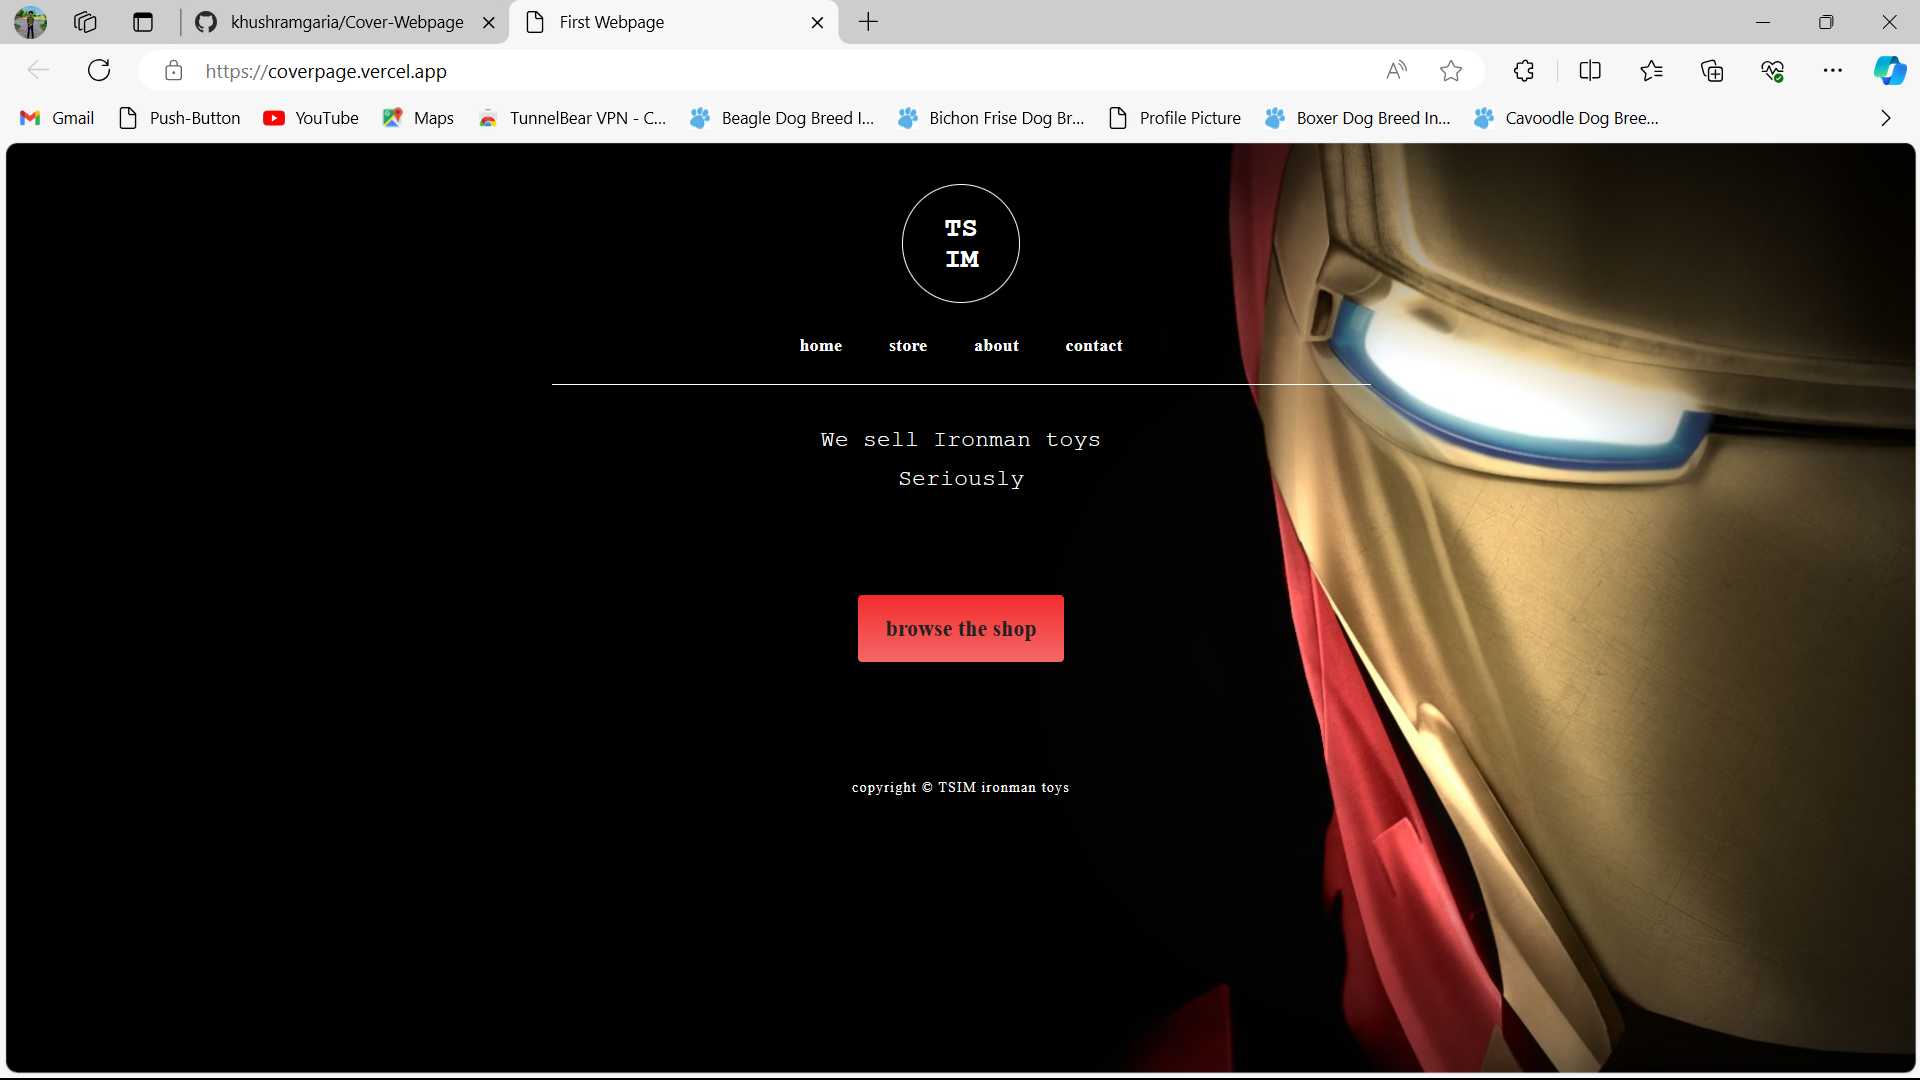 khushramgaria/Cover-Webpage
First Webpage
https://coverpage.vercel.app
Gmail Push-Button YouTube Maps TunnelBear VPN - C... Beagle Dog Breed I... Bichon Frise Dog Br... Profile Picture Boxer Dog Breed In... Cavoodle Dog Bree...
TS
IM
home store about contact
We sell Ironman toys
Seriously
browse the shop
copyright © TSIM ironman toys